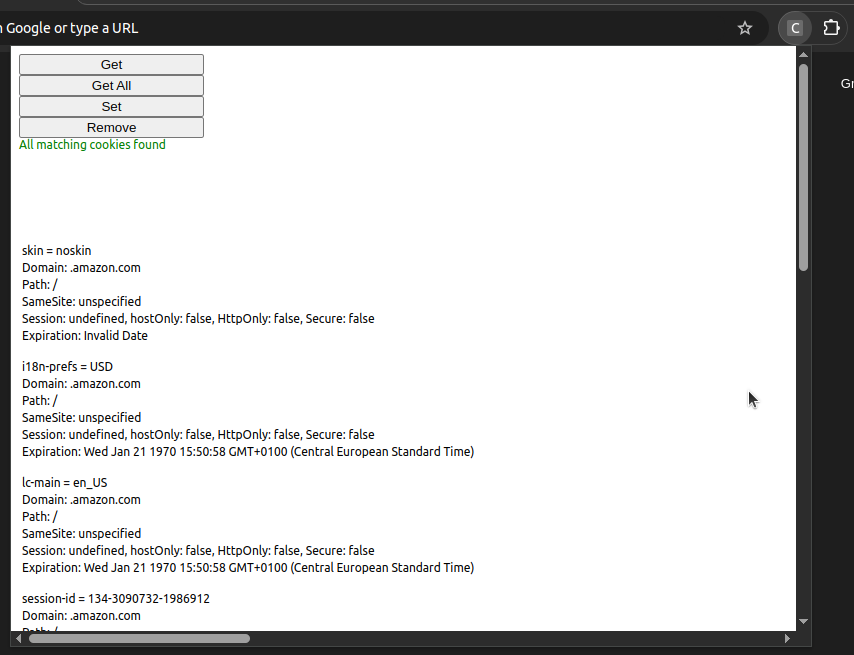 Google or type a URL
C
Get
Get All
Set
Remove
All matching cookies found
skin = noskin
Domain: .amazon.com
Path: /
SameSite: unspecified
Session: undefined, hostOnly: false, HttpOnly: false, Secure: false
Expiration: Invalid Date
i18n-prefs = USD
Domain: .amazon.com
Path: /
SameSite: unspecified
Session: undefined, hostOnly: false, HttpOnly: false, Secure: false
Expiration: Wed Jan 21 1970 15:50:58 GMT+0100 (Central European Standard Time)
lc-main = en_US
Domain: .amazon.com
Path: /
SameSite: unspecified
Session: undefined, hostOnly: false, HttpOnly: false, Secure: false
Expiration: Wed Jan 21 1970 15:50:58 GMT+0100 (Central European Standard Time)
session-id = 134-3090732-1986912
Domain: .amazon.com